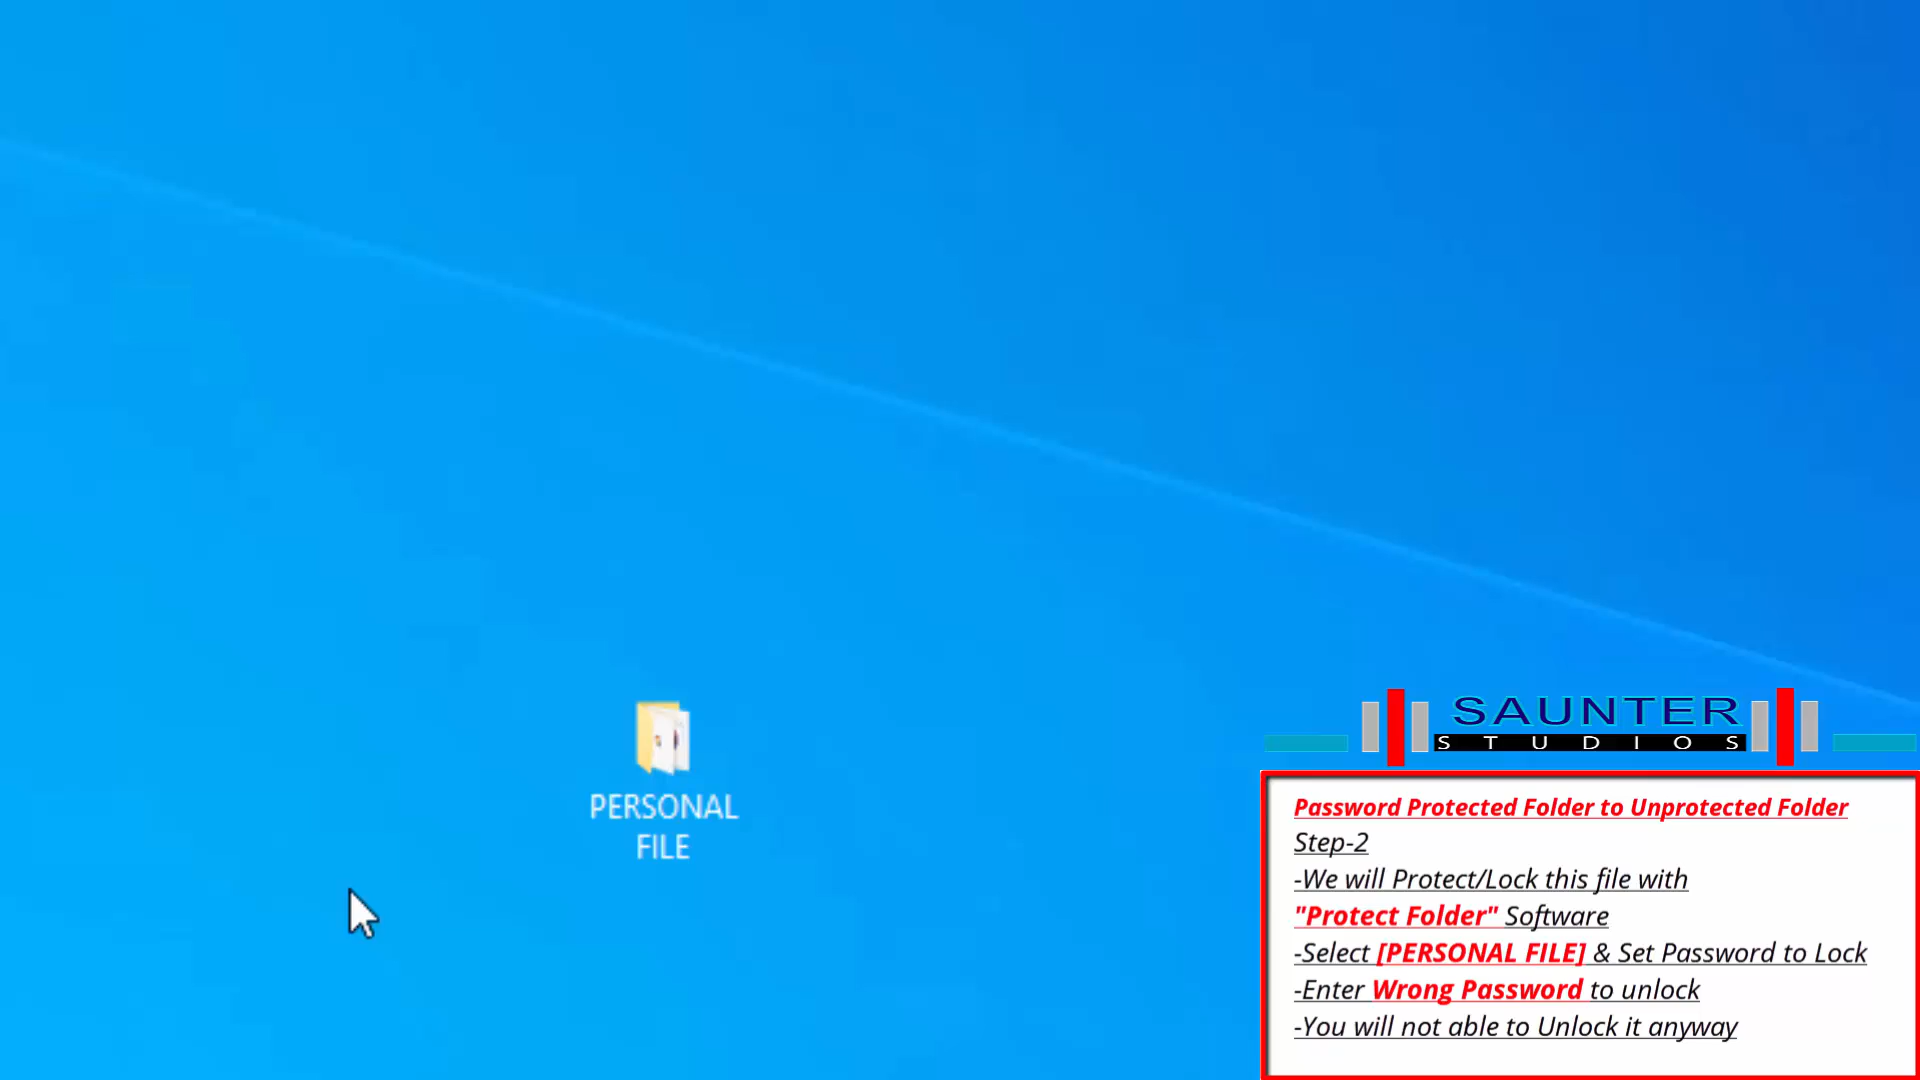 PERSONAL
FILE
SAUNTER
STUDIOS
Password Protected Folder to Unprotected Folder
Step-2
-We will Protect/Lock this file with
"Protect Folder" Software
-Select [PERSONAL FILE] & Set Password to Lock
-Enter Wrong Password to unlock
-You will not able to Unlock it anyway